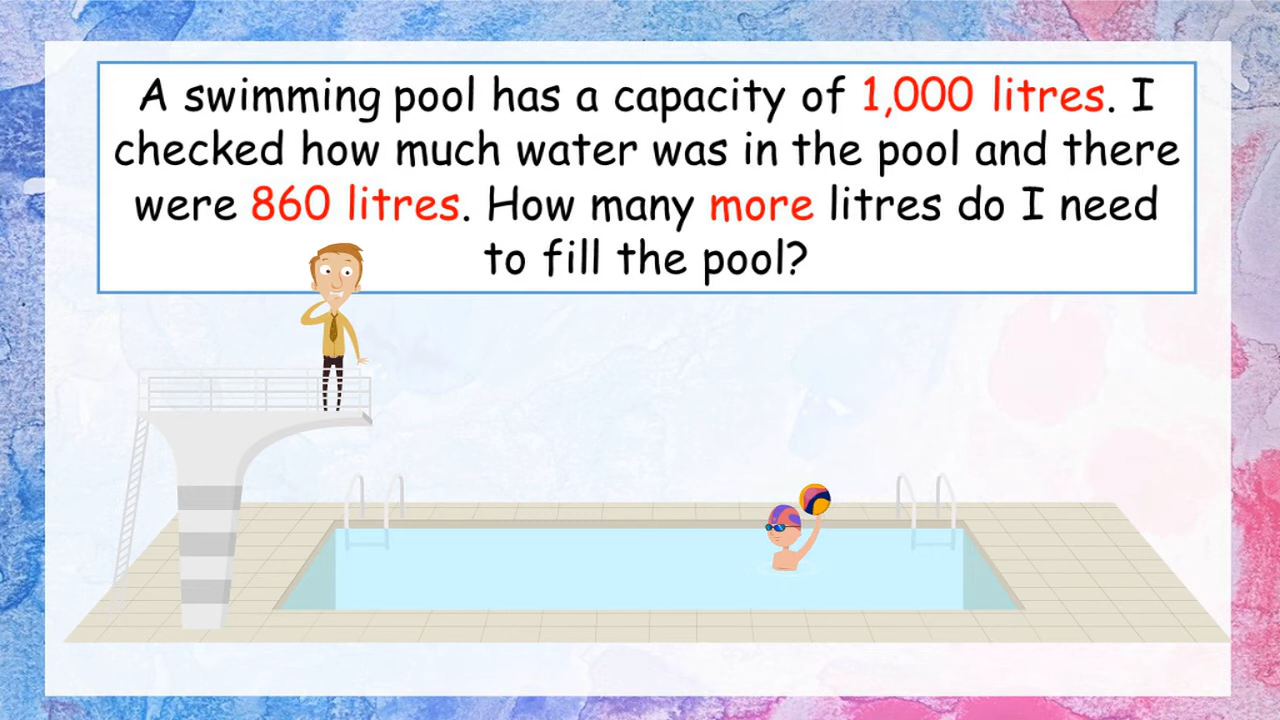 A swimming pool has a capacity of 1,000 litres. I
checked how much water was in the pool and there
were 860 litres. How many more litres do I need
to fill the pool?